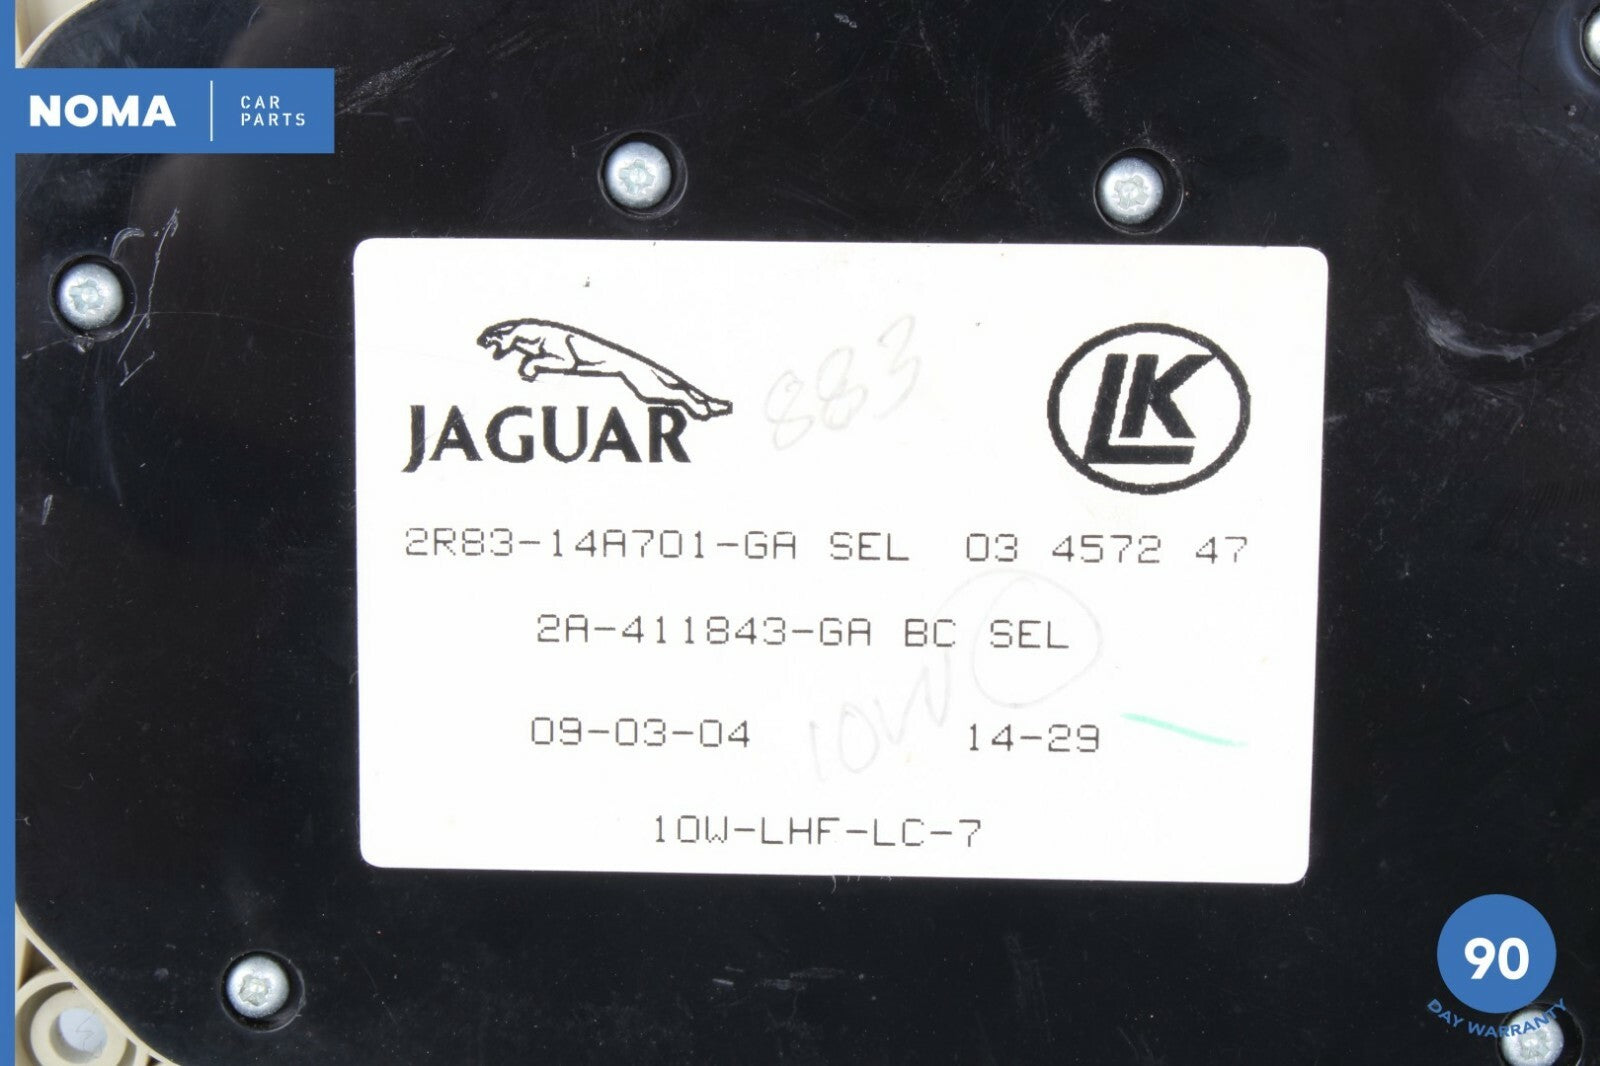 NOMA
CAR
PARTS
JAGUAR
883
LK
2R83-14A701-GA SEL 03 4572 47
2A-411843-GA BC SEL
09-03-04 14-29
10W-LHF-LC-7
90
DAY WARRANTY